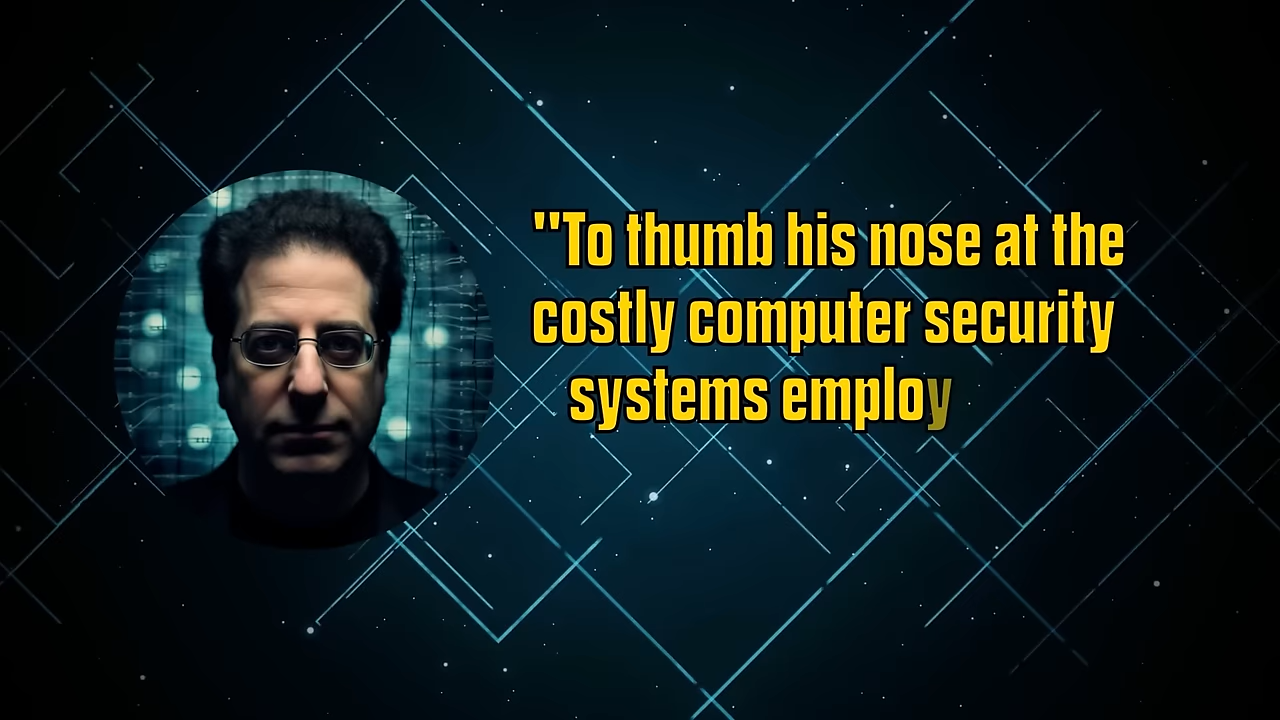 "To thumb his nose at the
costly computer security
systems employ